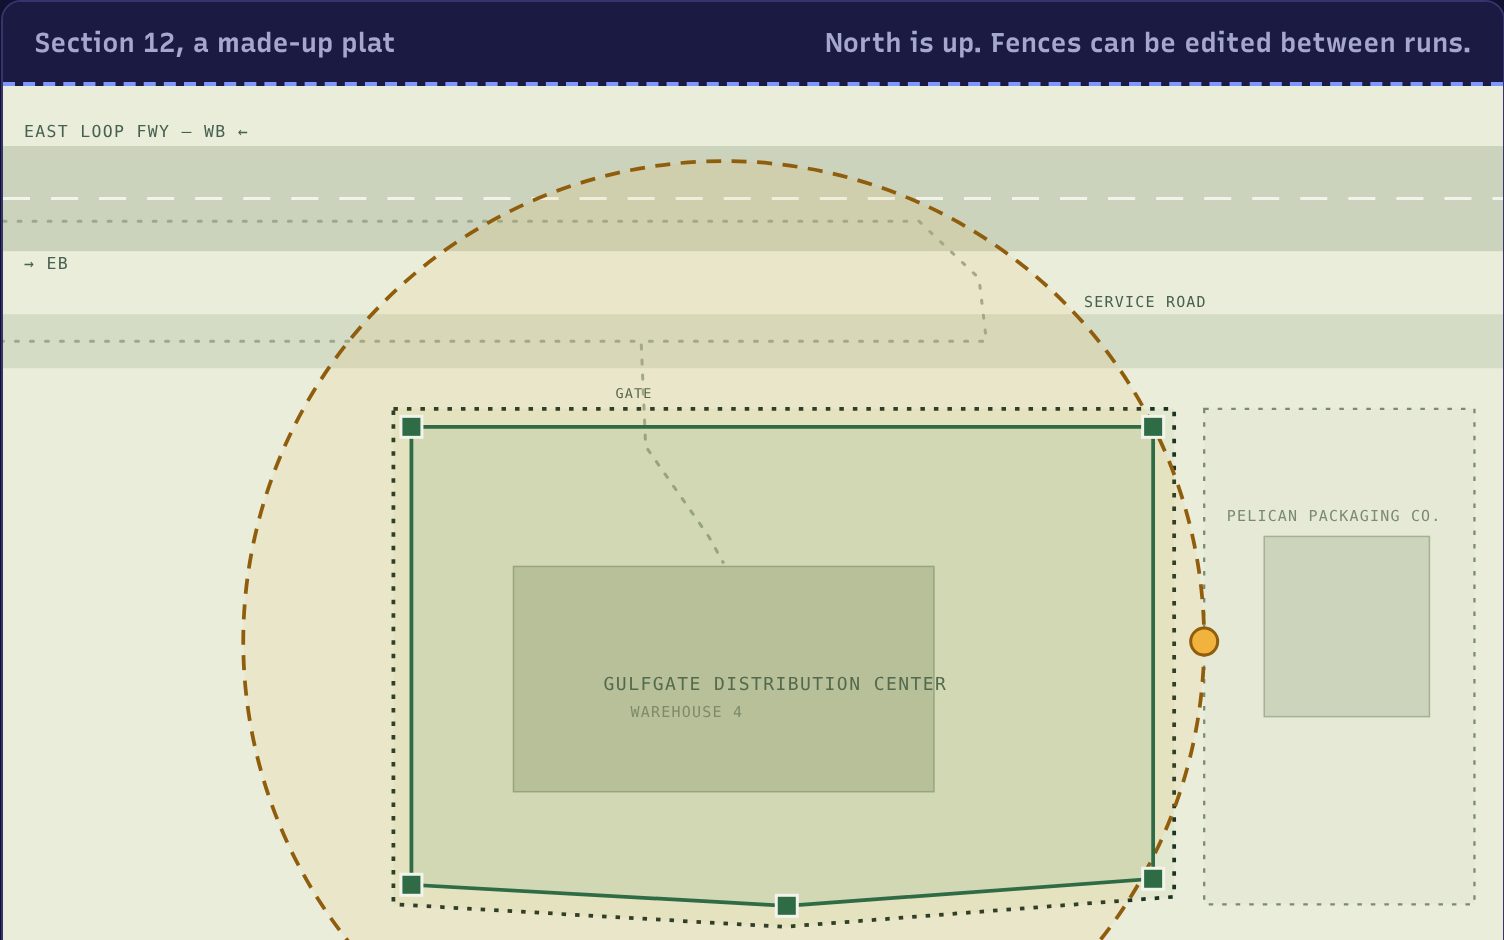 Section 12, a made-up plat
North is up. Fences can be edited between runs.
EAST LOOP FWY — WB ←
→ EB
SERVICE ROAD
GATE
PELICAN PACKAGING CO.
GULFGATE DISTRIBUTION CENTER
WAREHOUSE 4